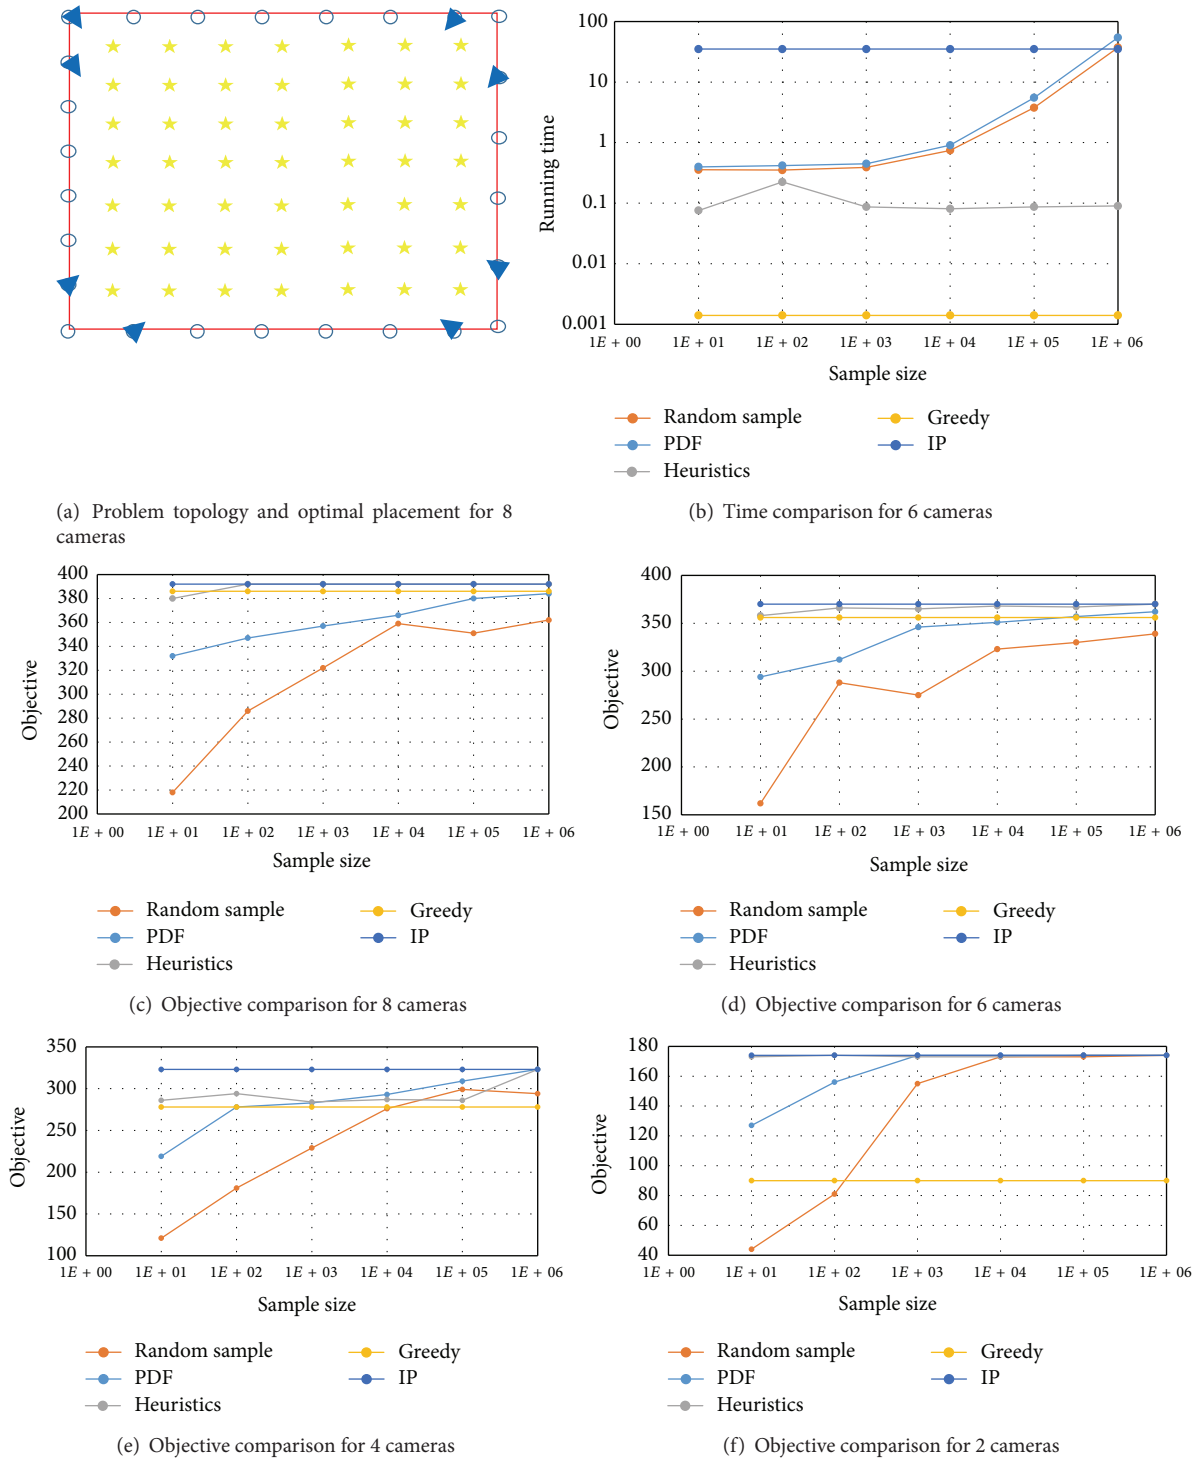 (a) Problem topology and optimal placement for 8
cameras
100
10
1
0.1
0.01
0.001
Running time
1E + 00 1E + 01 1E + 02 1E + 03 1E + 04 1E + 05 1E + 06
Sample size
Random sample Greedy
PDF IP
Heuristics
(b) Time comparison for 6 cameras
400
380
360
340
320
300
280
260
240
220
200
Objective
1E + 00 1E + 01 1E + 02 1E + 03 1E + 04 1E + 05 1E + 06
Sample size
Random sample Greedy
PDF IP
Heuristics
(c) Objective comparison for 8 cameras
400
350
300
250
200
150
Objective
1E + 00 1E + 01 1E + 02 1E + 03 1E + 04 1E + 05 1E + 06
Sample size
Random sample Greedy
PDF IP
Heuristics
(d) Objective comparison for 6 cameras
350
300
250
200
150
100
Objective
1E + 00 1E + 01 1E + 02 1E + 03 1E + 04 1E + 05 1E + 06
Sample size
Random sample Greedy
PDF IP
Heuristics
(e) Objective comparison for 4 cameras
180
160
140
120
100
80
60
40
Objective
1E + 00 1E + 01 1E + 02 1E + 03 1E + 04 1E + 05 1E + 06
Sample size
Random sample Greedy
PDF IP
Heuristics
(f) Objective comparison for 2 cameras